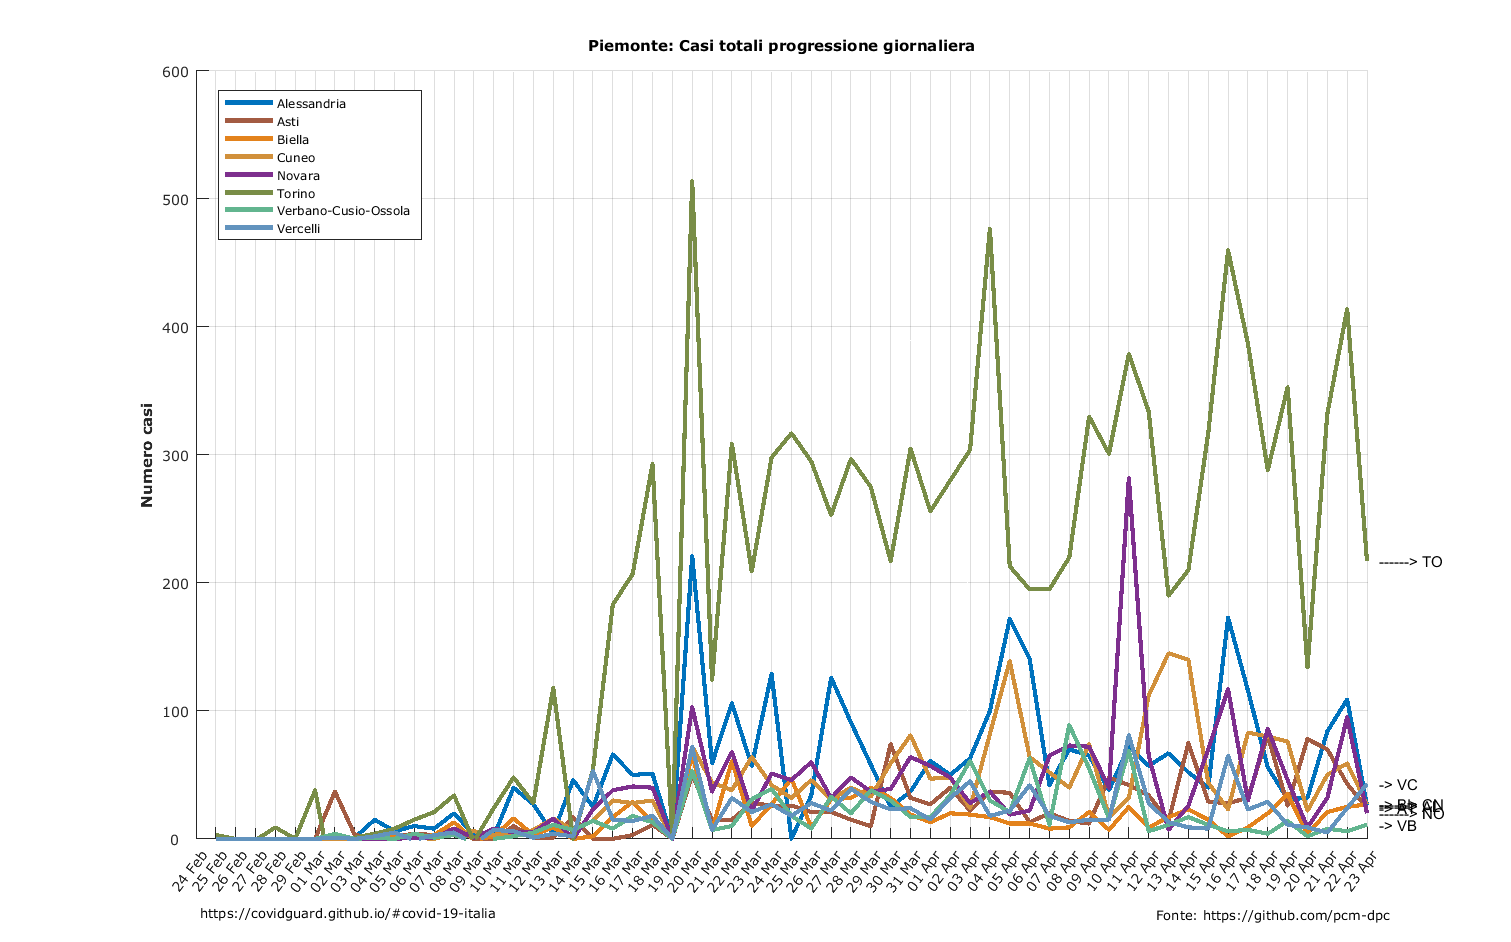 Piemonte: Casi totali progressione giornaliera
600
500
400
300
200
100
0
Numero casi
Alessandria
Asti
Biella
Cuneo
Novara
Torino
Verbano-Cusio-Ossola
Vercelli
------> TO
-> VC
CN
NO
-> VB
24 Feb
25 Feb
26 Feb
27 Feb
28 Feb
29 Feb
01 Mar
02 Mar
03 Mar
04 Mar
05 Mar
06 Mar
07 Mar
08 Mar
09 Mar
10 Mar
11 Mar
12 Mar
13 Mar
14 Mar
15 Mar
16 Mar
17 Mar
18 Mar
19 Mar
20 Mar
21 Mar
22 Mar
23 Mar
24 Mar
25 Mar
26 Mar
27 Mar
28 Mar
29 Mar
30 Mar
31 Mar
01 Apr
02 Apr
03 Apr
04 Apr
05 Apr
06 Apr
07 Apr
08 Apr
09 Apr
10 Apr
11 Apr
12 Apr
13 Apr
14 Apr
15 Apr
16 Apr
17 Apr
18 Apr
19 Apr
20 Apr
21 Apr
22 Apr
23 Apr
https://covidguard.github.io/#covid-19-italia
Fonte: https://github.com/pcm-dpc